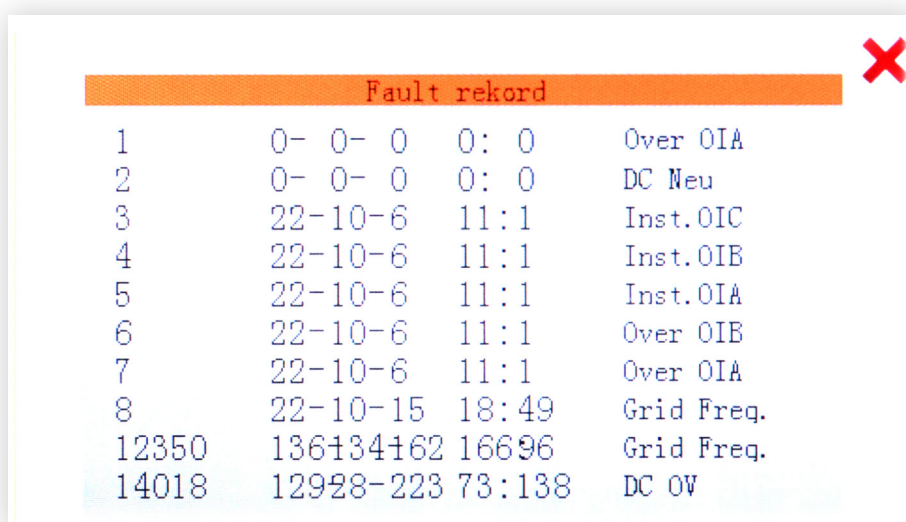 Fault rekord
1 0- 0- 0 0: 0 Over OIA
2 0- 0- 0 0: 0 DC Neu
3 22-10-6 11:1 Inst.OIC
4 22-10-6 11:1 Inst.OIB
5 22-10-6 11:1 Inst.OIA
6 22-10-6 11:1 Over OIB
7 22-10-6 11:1 Over OIA
8 22-10-15 18:49 Grid Freq.
12350 Grid Freq.
14018 73:138 DC OV